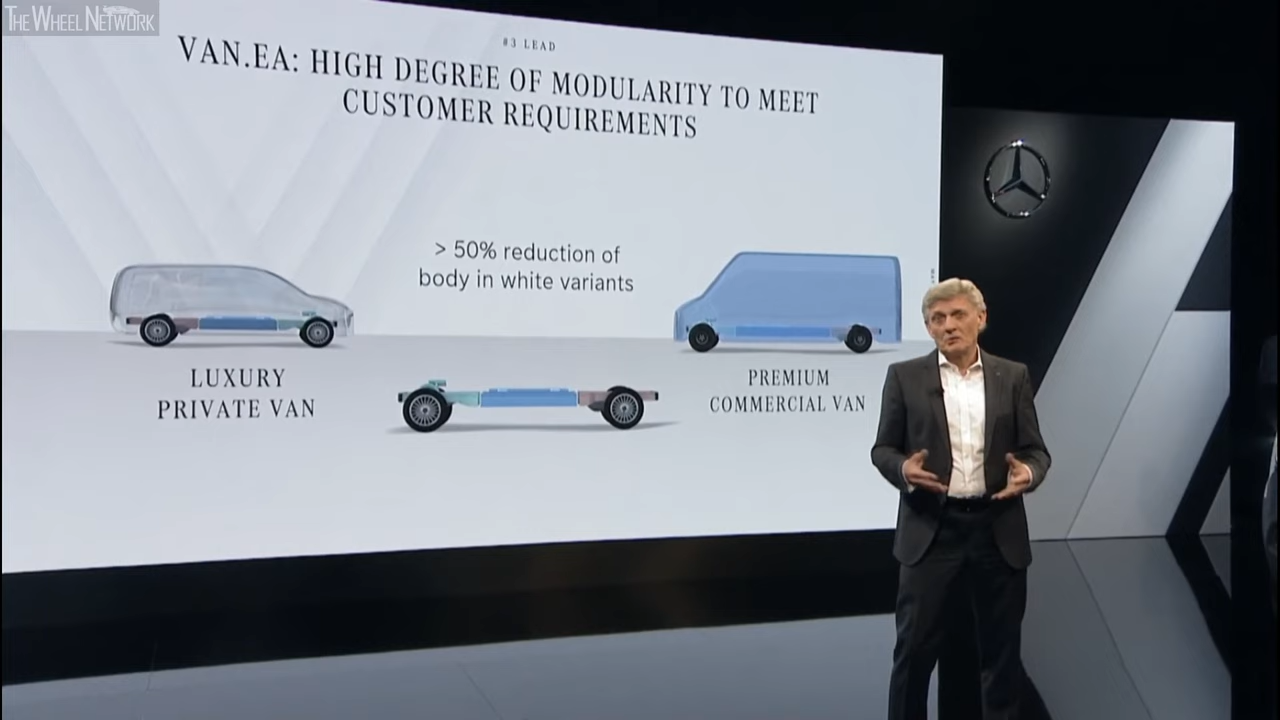 THE WHEEL NETWORK
#3 LEAD
VAN.EA: HIGH DEGREE OF MODULARITY TO MEET
CUSTOMER REQUIREMENTS
> 50% reduction of
body in white variants
LUXURY
PRIVATE VAN
PREMIUM
COMMERCIAL VAN